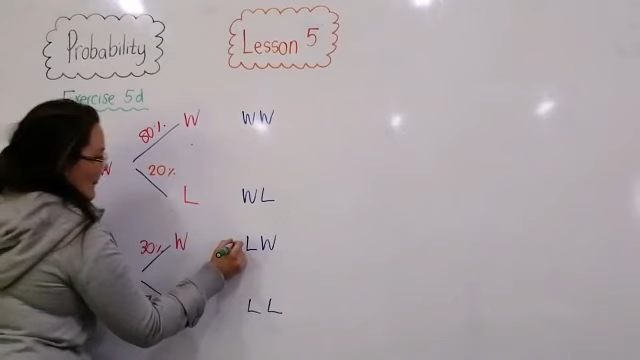 Probability
Lesson 5
Exercise 5d
80% W WW
W
20%
L WL
30% W LW
LL